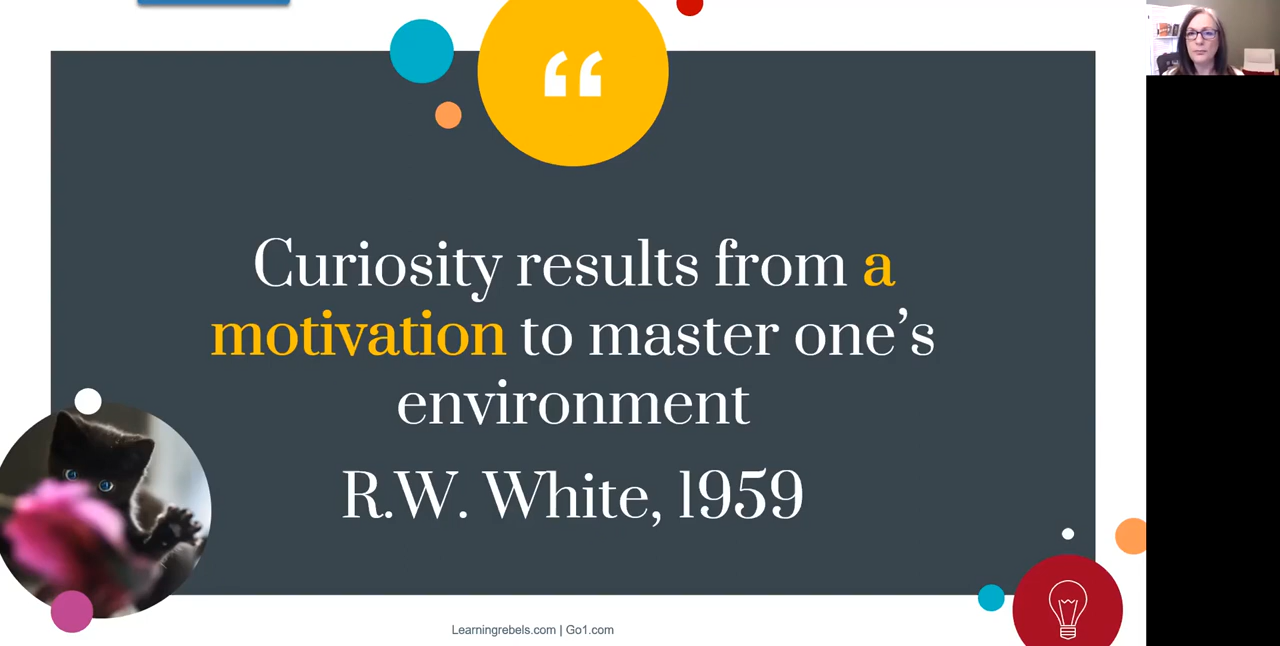 “
Curiosity results from a
motivation to master one’s
environment
R.W. White, 1959
Learningrebels.com | Go1.com